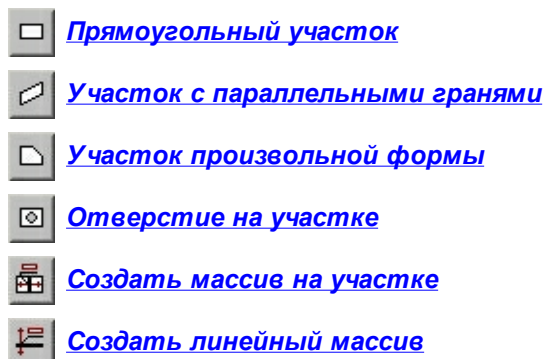 Прямоугольный участок
Участок с параллельными гранями
Участок произвольной формы
Отверстие на участке
Создать массив на участке
Создать линейный массив